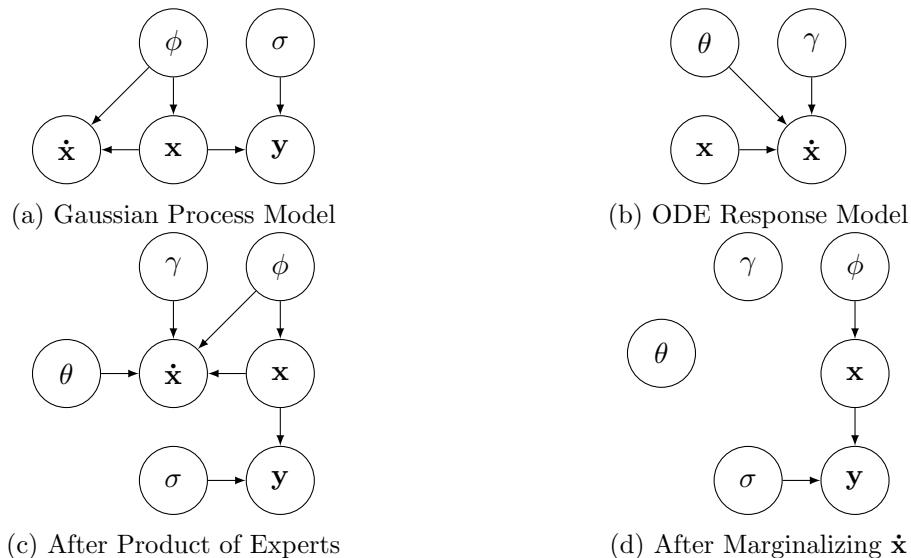 ϕ σ
ẋ x y
(a) Gaussian Process Model
θ γ
x ẋ
(b) ODE Response Model
γ ϕ
θ ẋ x
σ y
(c) After Product of Experts
γ ϕ
θ x
σ y
(d) After Marginalizing ẋ